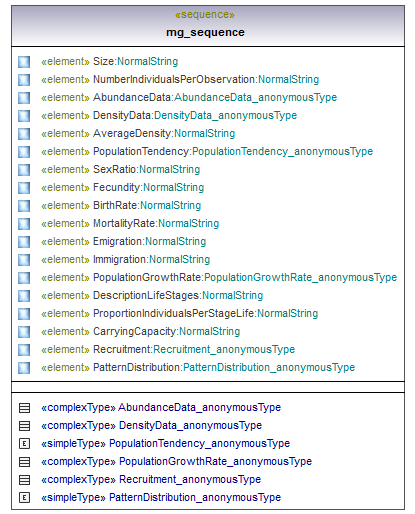 «sequence»
mg_sequence
«element» Size:NormalString
«element» NumberIndividualsPerObservation:NormalString
«element» AbundanceData:AbundanceData_anonymousType
«element» DensityData:DensityData_anonymousType
«element» AverageDensity:NormalString
«element» PopulationTendency:PopulationTendency_anonymousType
«element» SexRatio:NormalString
«element» Fecundity:NormalString
«element» BirthRate:NormalString
«element» MortalityRate:NormalString
«element» Emigration:NormalString
«element» Immigration:NormalString
«element» PopulationGrowthRate:PopulationGrowthRate_anonymousType
«element» DescriptionLifeStages:NormalString
«element» ProportionIndividualsPerStageLife:NormalString
«element» CarryingCapacity:NormalString
«element» Recruitment:Recruitment_anonymousType
«element» PatternDistribution:PatternDistribution_anonymousType
«complexType» AbundanceData_anonymousType
«complexType» DensityData_anonymousType
E «simpleType» PopulationTendency_anonymousType
«complexType» PopulationGrowthRate_anonymousType
«complexType» Recruitment_anonymousType
E «simpleType» PatternDistribution_anonymousType